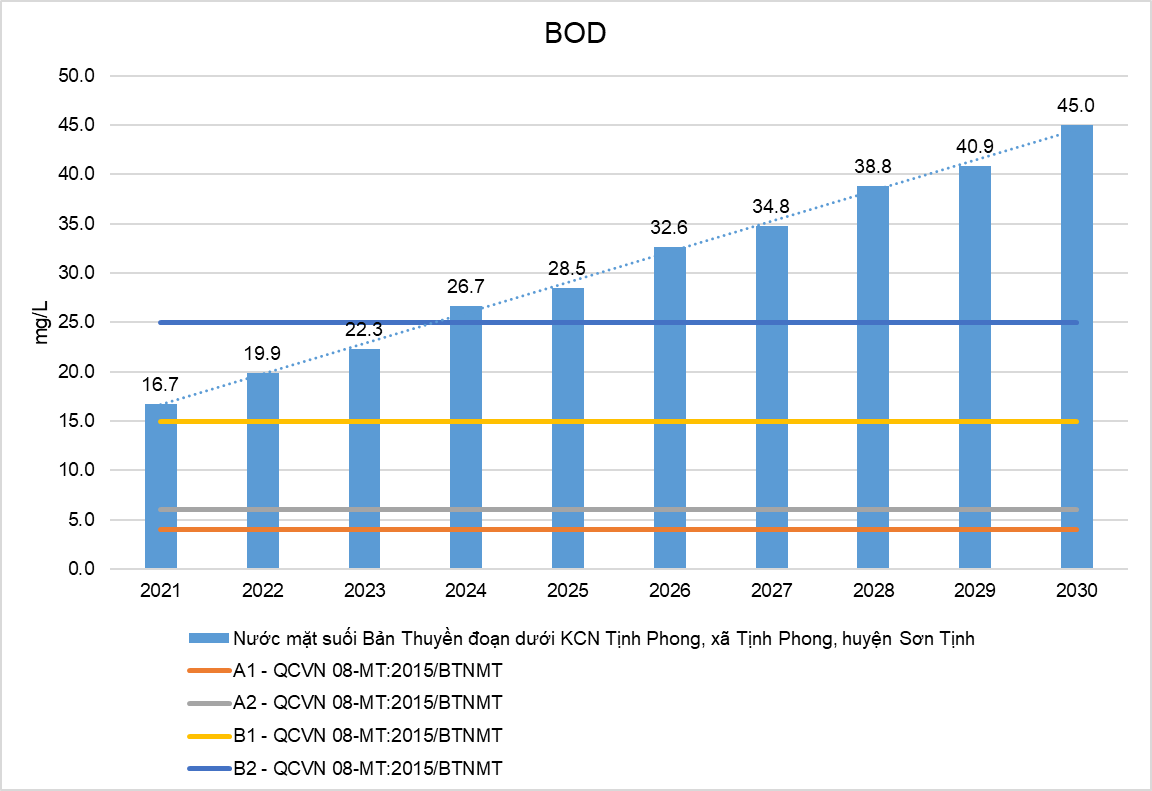 BOD
50.0
45.0
40.0
35.0
30.0
25.0
20.0
15.0
10.0
5.0
0.0
mg/L
16.7
19.9
22.3
26.7
28.5
32.6
34.8
38.8
40.9
45.0
2021 2022 2023 2024 2025 2026 2027 2028 2029 2030
Nước mặt suối Bản Thuyền đoạn dưới KCN Tịnh Phong, xã Tịnh Phong, huyện Sơn Tịnh
A1 - QCVN 08-MT:2015/BTNMT
A2 - QCVN 08-MT:2015/BTNMT
B1 - QCVN 08-MT:2015/BTNMT
B2 - QCVN 08-MT:2015/BTNMT